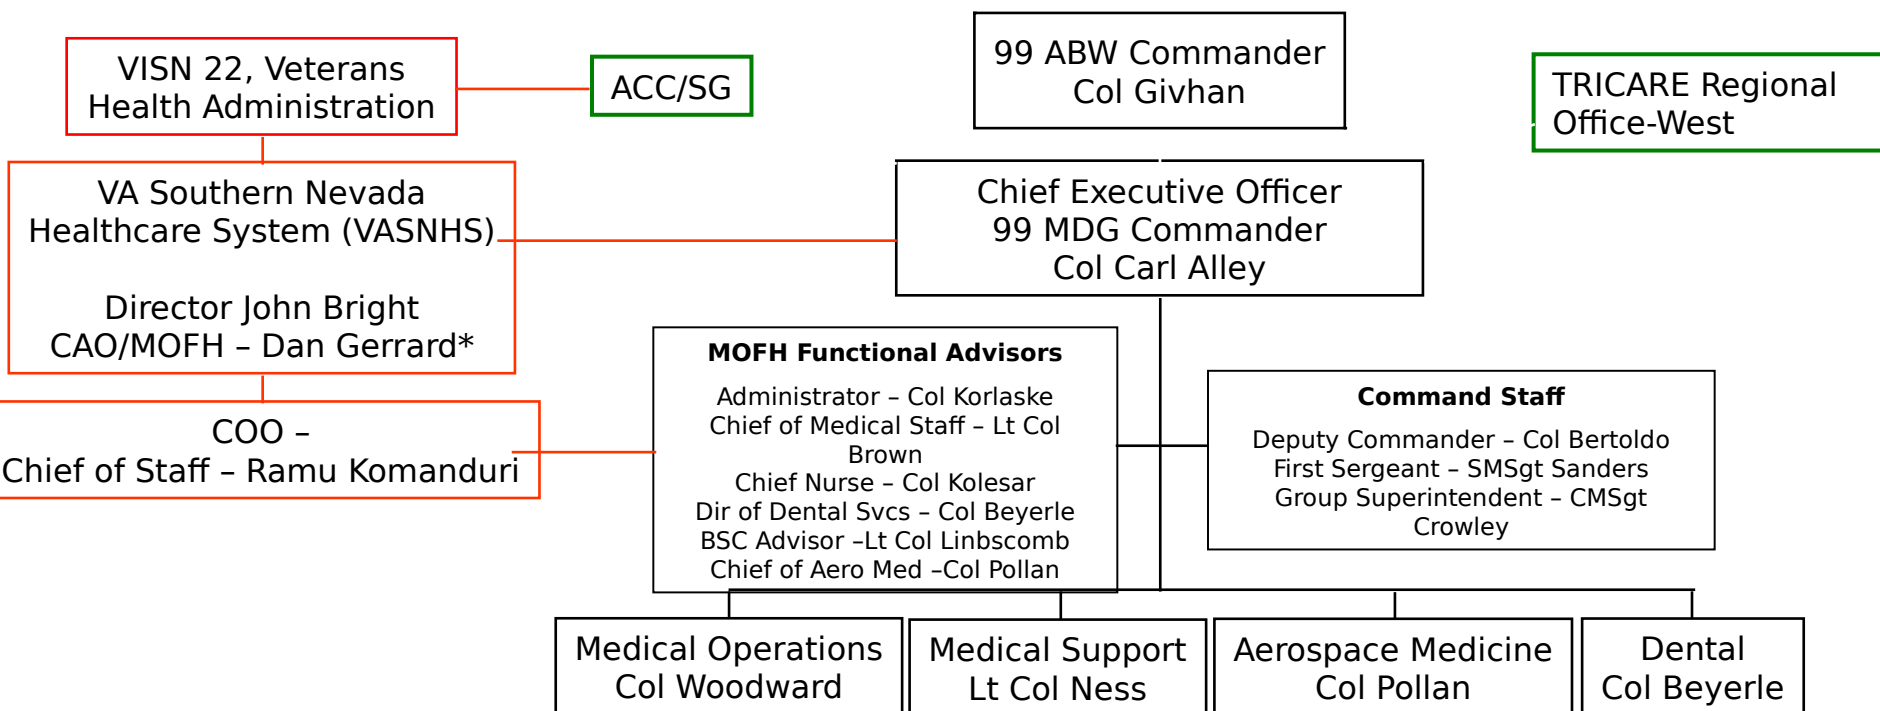 VISN 22, Veterans
Health Administration
ACC/SG
99 ABW Commander
Col Givhan
TRICARE Regional
Office-West
VA Southern Nevada
Healthcare System (VASNHS)
Director John Bright
CAO/MOFH – Dan Gerrard*
Chief Executive Officer
99 MDG Commander
Col Carl Alley
COO –
Chief of Staff – Ramu Komanduri
MOFH Functional Advisors
Administrator – Col Korlaske
Chief of Medical Staff – Lt Col
Brown
Chief Nurse – Col Kolesar
Dir of Dental Svcs – Col Beyerle
BSC Advisor –Lt Col Linbscomb
Chief of Aero Med –Col Pollan
Command Staff
Deputy Commander – Col Bertoldo
First Sergeant – SMSgt Sanders
Group Superintendent – CMSgt
Crowley
Medical Operations
Col Woodward
Medical Support
Lt Col Ness
Aerospace Medicine
Col Pollan
Dental
Col Beyerle